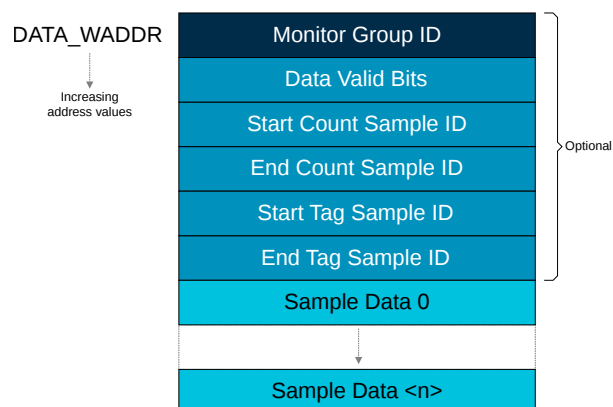 DATA_WADDR
Increasing
address values
Monitor Group ID
Data Valid Bits
Start Count Sample ID
End Count Sample ID
Start Tag Sample ID
End Tag Sample ID
Optional
Sample Data 0
Sample Data <n>